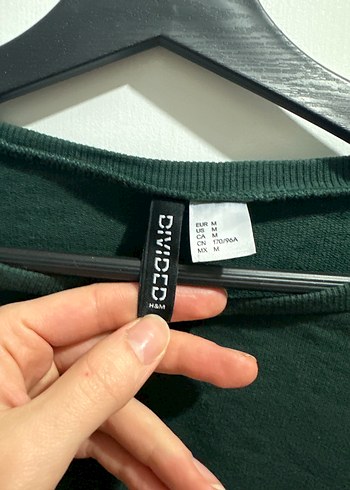 DIVIDED
H&M
EUR M
US M
CA M
CN 170/96A
MX M